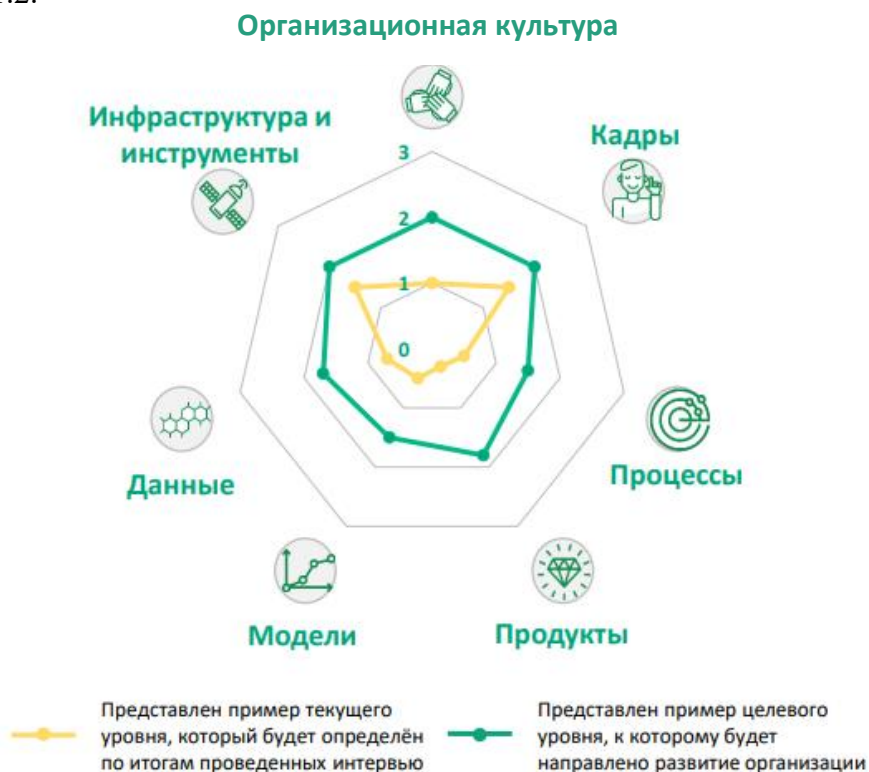 Организационная культура
Инфраструктура и
инструменты
Кадры
3
2
1
0
Данные
Процессы
Модели
Продукты
Представлен пример текущего
уровня, который будет определён
по итогам проведенных интервью
Представлен пример целевого
уровня, к которому будет
направлено развитие организации